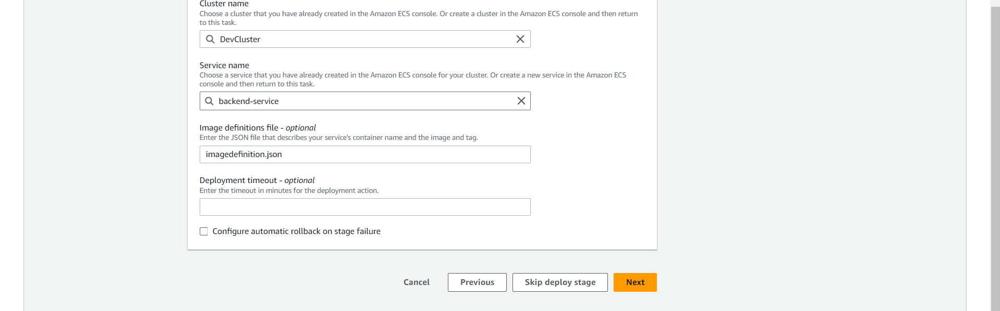 Cluster name
Choose a cluster that you have already created in the Amazon ECS console. Or create a cluster in the Amazon ECS console and then return
to this task.
DevCluster
Service name
Choose a service that you have already created in the Amazon ECS console for your cluster. Or create a new service in the Amazon ECS
console and then return to this task.
backend-service
Image definitions file - optional
Enter the JSON file that describes your service's container name and the image and tag.
imagedefinition.json
Deployment timeout - optional
Enter the timeout in minutes for the deployment action.
Configure automatic rollback on stage failure
Cancel Previous Skip deploy stage Next